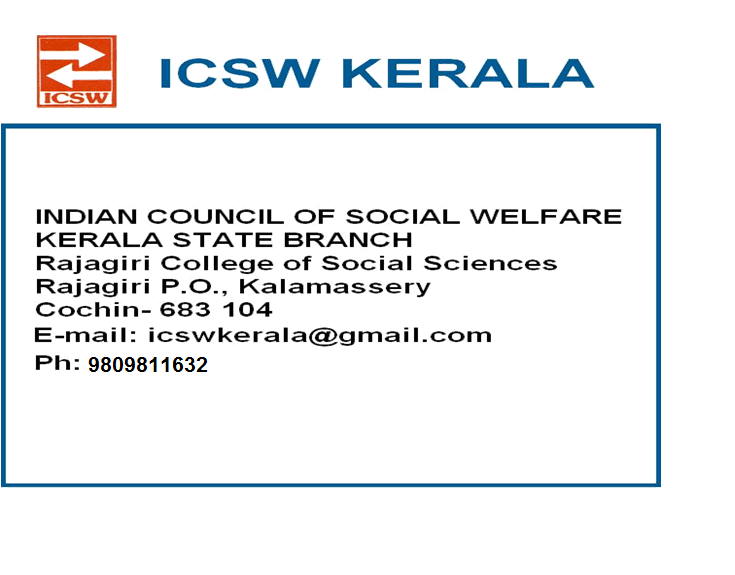 ICSW
ICSW KERALA
INDIAN COUNCIL OF SOCIAL WELFARE
KERALA STATE BRANCH
Rajagiri College of Social Sciences
Rajagiri P.O., Kalamassery
Cochin- 683 104
E-mail: icswkerala@gmail.com
Ph: 9809811632